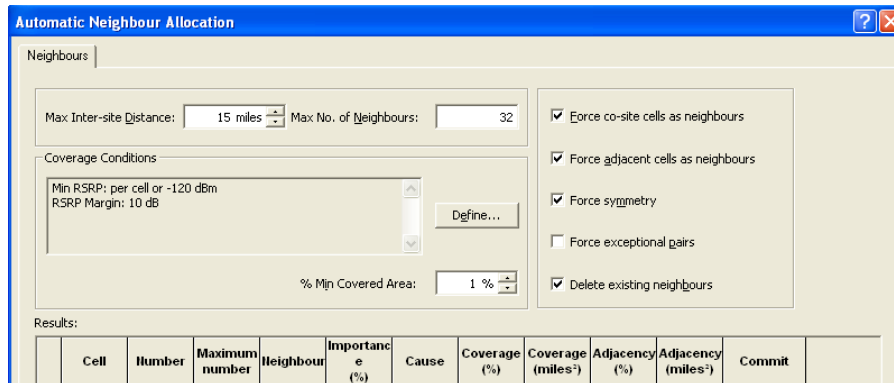 Automatic Neighbour Allocation
Neighbours
Max Inter-site Distance: 15 miles Max No. of Neighbours: 32
Force co-site cells as neighbours
Force adjacent cells as neighbours
Force symmetry
Force exceptional pairs
Delete existing neighbours
Coverage Conditions
Min RSRP: per cell or -120 dBm
RSRP Margin: 10 dB
Define...
% Min Covered Area: 1 %
Results:
Cell Number Maximum number Neighbour Importance (%) Cause Coverage (%) Coverage (miles²) Adjacency (%) Adjacency (miles²) Commit